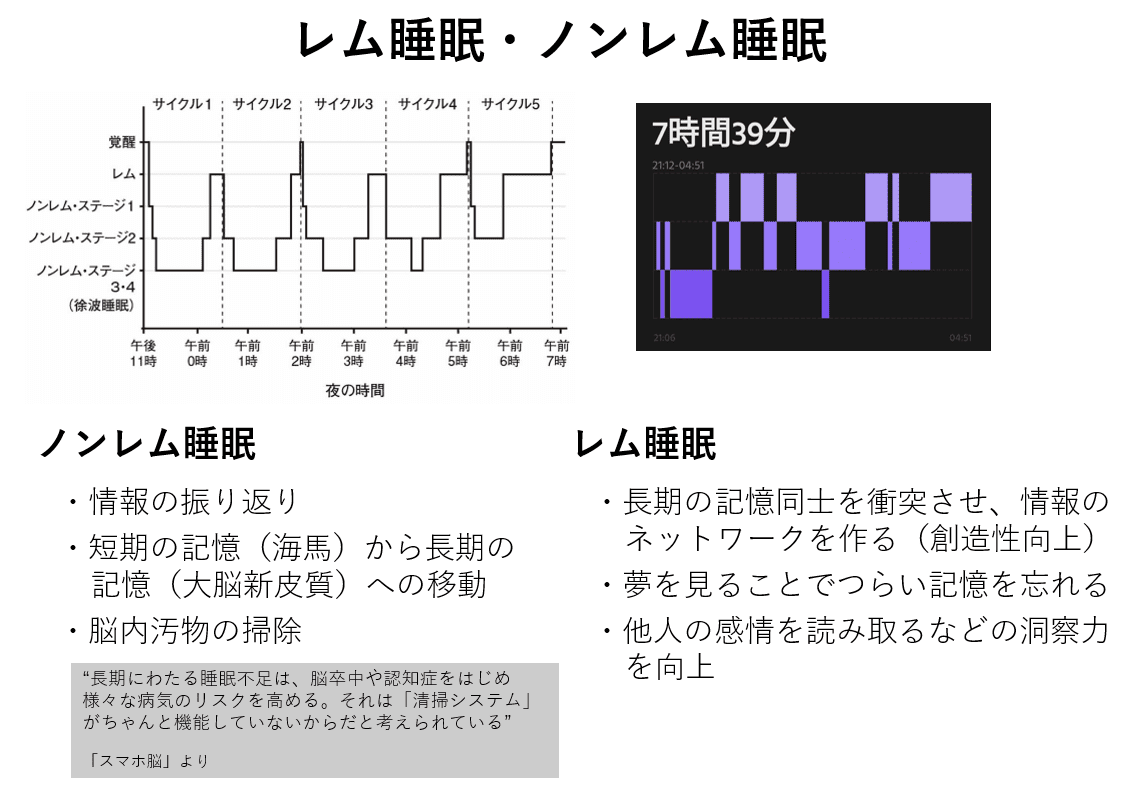 レム睡眠・ノンレム睡眠
サイクル1 サイクル2 サイクル3 サイクル4 サイクル5
覚醒
レム
ノンレム・ステージ1
ノンレム・ステージ2
ノンレム・ステージ
3・4
（徐波睡眠）
午後 午前 午前 午前 午前 午前 午前 午前 午前
11時 0時 1時 2時 3時 4時 5時 6時 7時
夜の時間
7時間39分
21:12-04:51
21:06 04:51
ノンレム睡眠
・情報の振り返り
・短期の記憶（海馬）から長期の
記憶（大脳新皮質）への移動
・脳内汚物の掃除
“長期にわたる睡眠不足は、脳卒中や認知症をはじめ
様々な病気のリスクを高める。それは「清掃システム」
がちゃんと機能していないからだと考えられている”
「スマホ脳」より
レム睡眠
・長期の記憶同士を衝突させ、情報の
ネットワークを作る（創造性向上）
・夢を見ることでつらい記憶を忘れる
・他人の感情を読み取るなどの洞察力
を向上